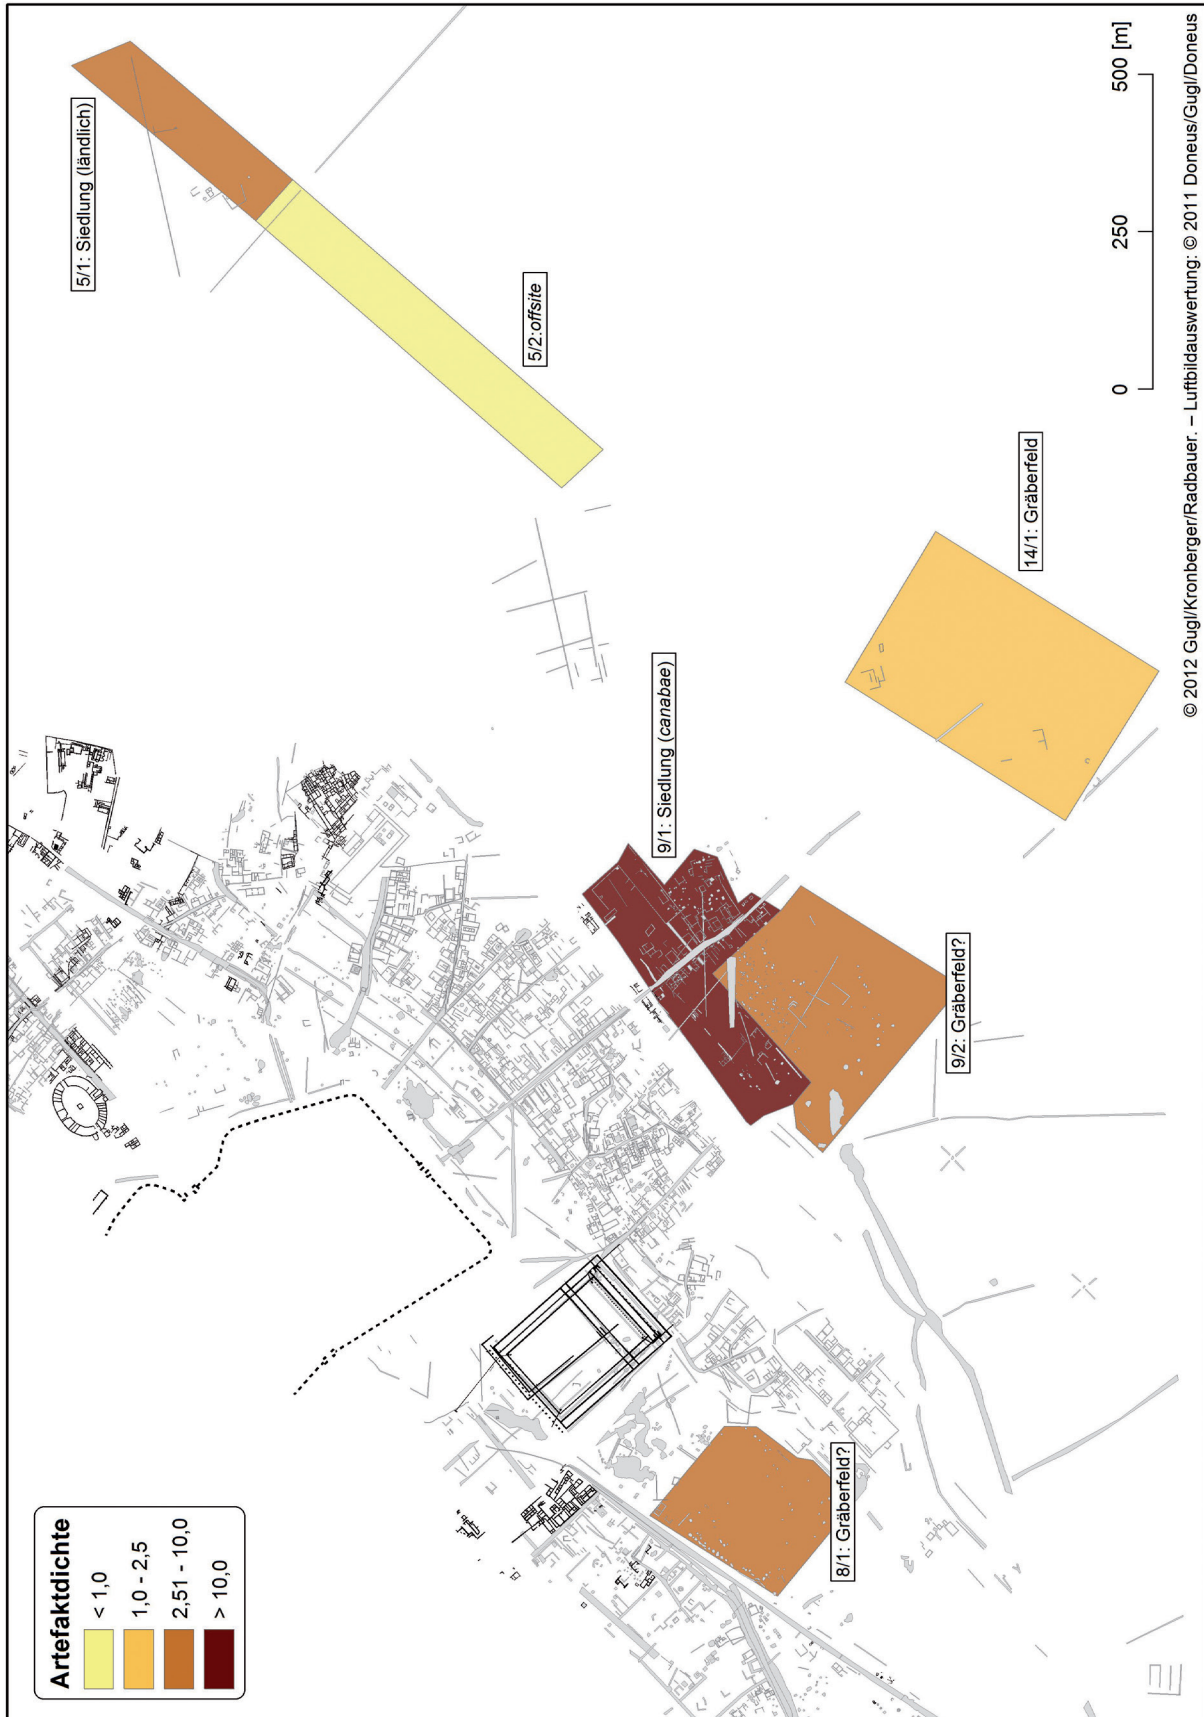 Artefaktdichte
< 1,0
1,0 - 2,5
2,51 - 10,0
> 10,0
5/1: Siedlung (ländlich)
5/2:offsite
9/1: Siedlung (canabae)
14/1: Gräberfeld
9/2: Gräberfeld?
8/1: Gräberfeld?
0 250 500 [m]
© 2012 Gugl/Kronberger/Radbauer. – Luftbildauswertung: © 2011 Doneus/Gugl/Doneus